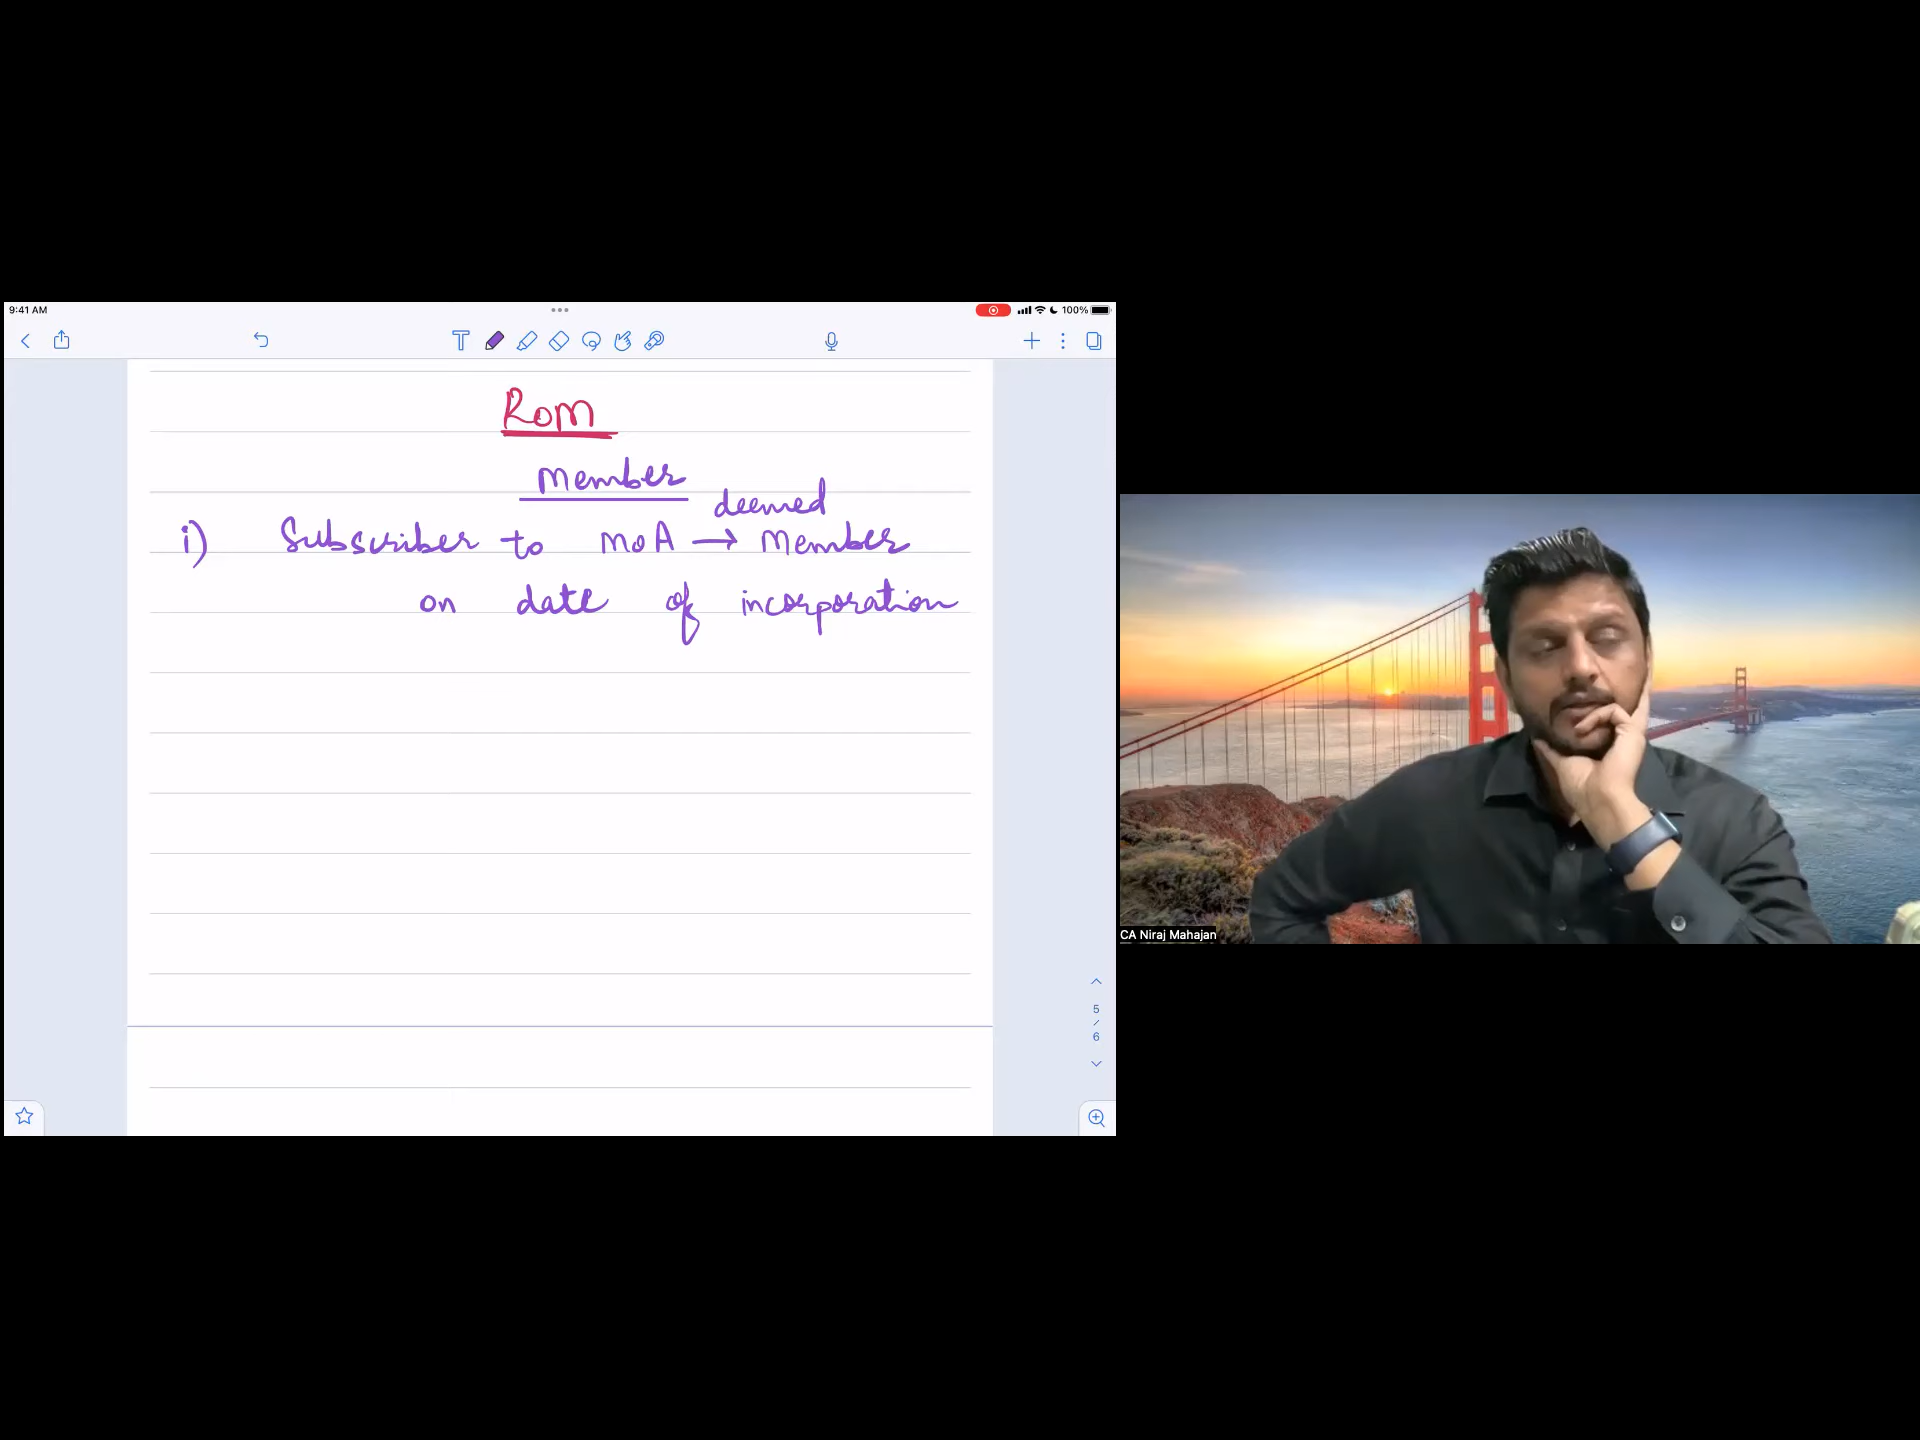 9:41 AM
100%
RoM
Member
deemed
i) Subscriber to MoA → Member
on date of incorporation
5
/
6
CA Niraj Mahajan